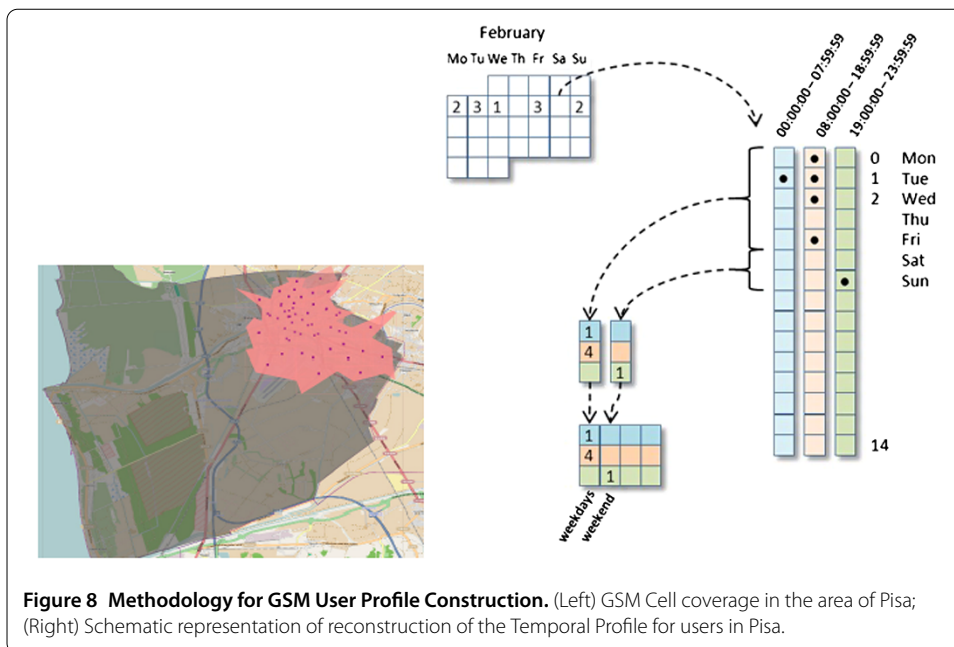 February
Mo Tu We Th Fr Sa Su
2 3 1 3 2
00:00:00 – 07:59:59
08:00:00 – 18:59:59
19:00:00 – 23:59:59
0 Mon
1 Tue
2 Wed
Thu
Fri
Sat
Sun
14
1
4
1
1
4
1
weekdays
weekend
Figure 8 Methodology for GSM User Profile Construction. (Left) GSM Cell coverage in the area of Pisa;
(Right) Schematic representation of reconstruction of the Temporal Profile for users in Pisa.